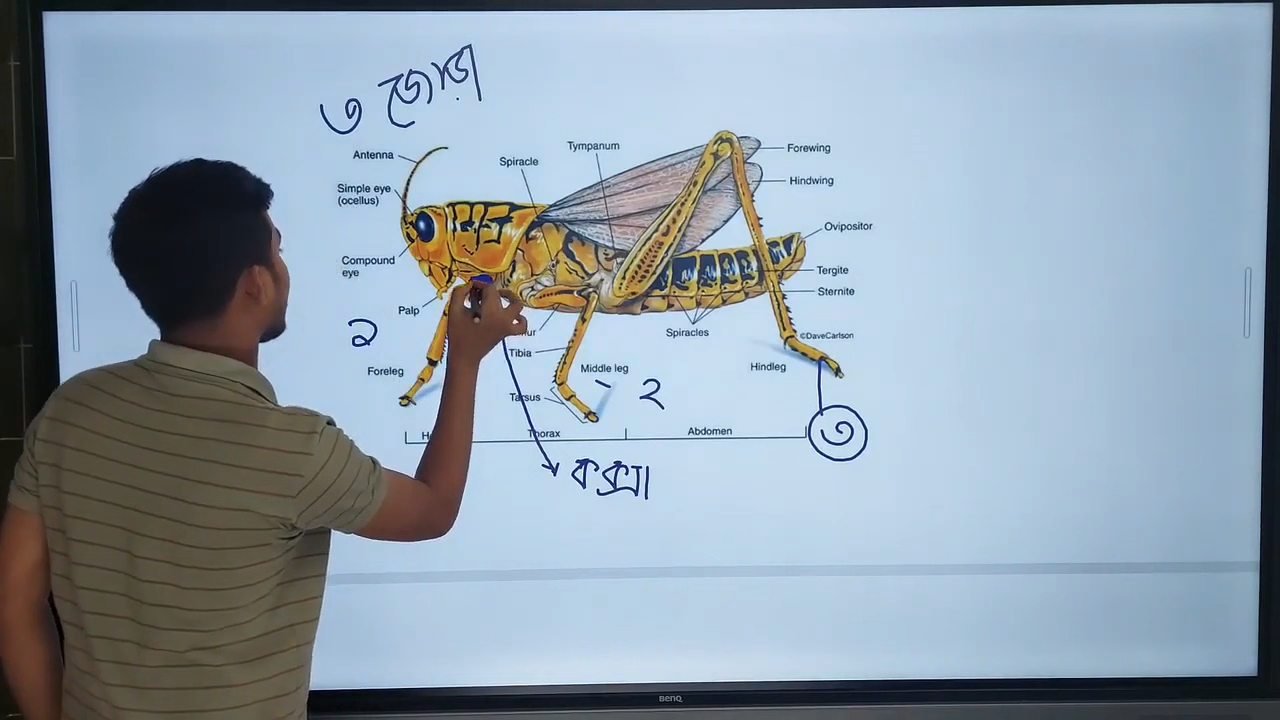 ৩ জোড়া
Antenna
Spiracle
Tympanum
Forewing
Simple eye
(ocellus)
Hindwing
Ovipositor
Compound
eye
Tergite
Sternite
Palp
Spiracles
©DaveCarlson
২
Tibia
Foreleg
Middle leg
Hindleg
Tarsus
২
Thorax
Abdomen
৩
কক্সা
BENQ